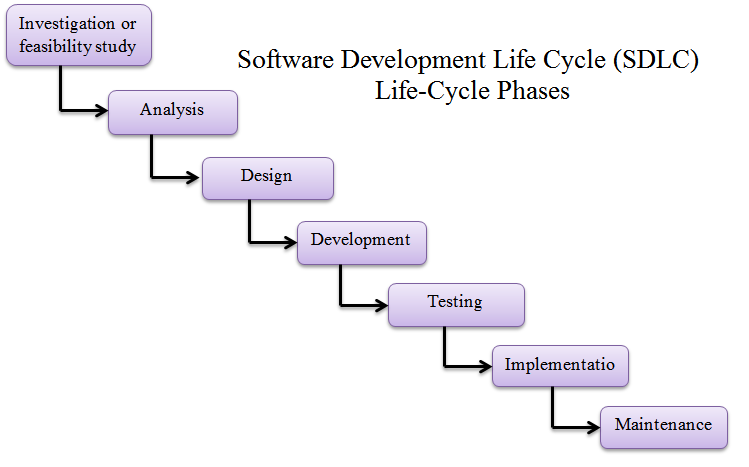 Investigation or
feasibility study
Software Development Life Cycle (SDLC)
Life-Cycle Phases
Analysis
Design
Development
Testing
Implementatio
Maintenance